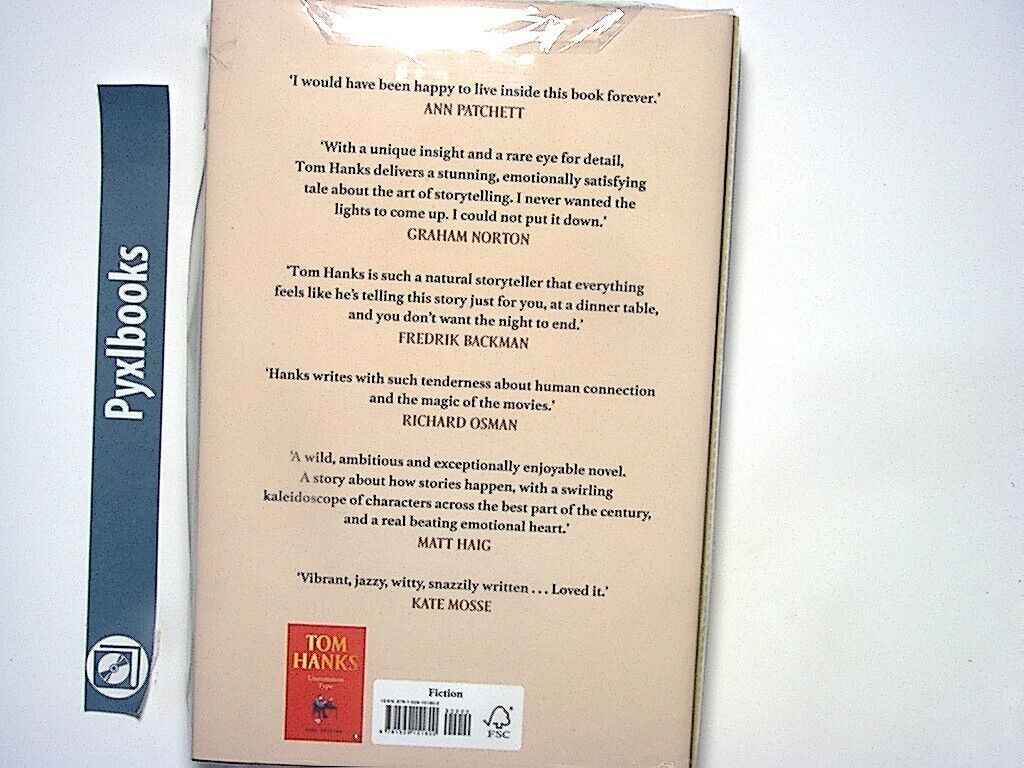 ‘I would have been happy to live inside this book forever.’
ANN PATCHETT
‘With a unique insight and a rare eye for detail,
Tom Hanks delivers a stunning, emotionally satisfying
tale about the art of storytelling. I never wanted the
lights to come up. I could not put it down.’
GRAHAM NORTON
‘Tom Hanks is such a natural storyteller that everything
feels like he’s telling this story just for you, at a dinner table,
and you don’t want the night to end.’
FREDRIK BACKMAN
‘Hanks writes with such tenderness about human connection
and the magic of the movies.’
RICHARD OSMAN
‘A wild, ambitious and exceptionally enjoyable novel.
A story about how stories happen, with a swirling
kaleidoscope of characters across the best part of the century,
and a real beating emotional heart.’
MATT HAIG
‘Vibrant, jazzy, witty, snazzily written . . . Loved it.’
KATE MOSSE
TOM
HANKS
Uncommon
Type
Fiction
FSC
Pyxlbooks